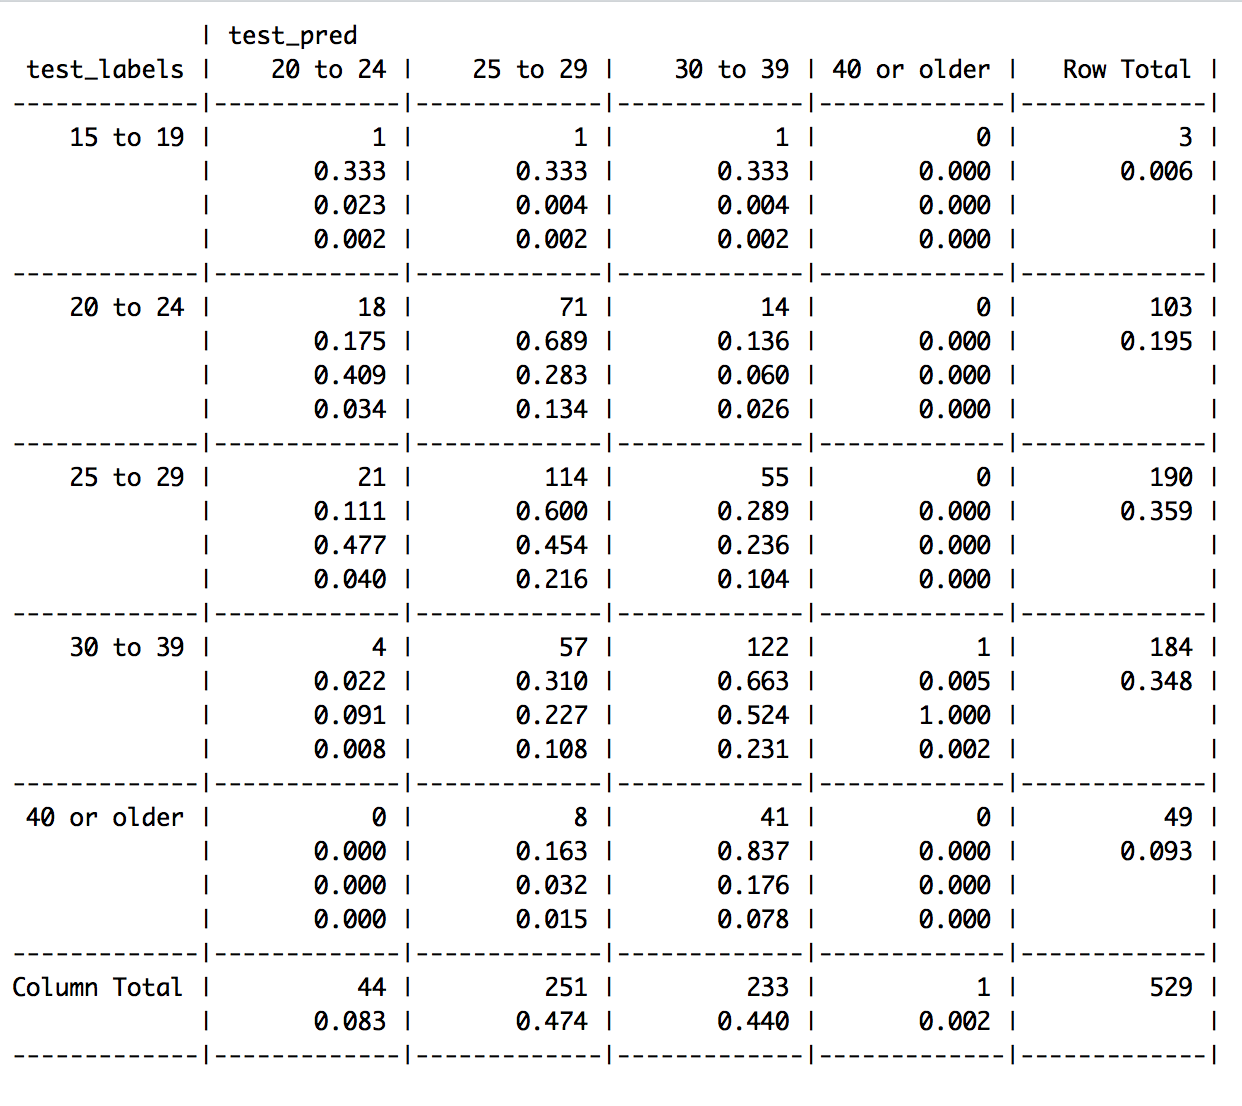 | test_pred
 test_labels |    20 to 24 |    25 to 29 |    30 to 39 | 40 or older |   Row Total |
-------------|-------------|-------------|-------------|-------------|-------------|
    15 to 19 |           1 |           1 |           1 |           0 |           3 |
             |       0.333 |       0.333 |       0.333 |       0.000 |       0.006 |
             |       0.023 |       0.004 |       0.004 |       0.000 |             |
             |       0.002 |       0.002 |       0.002 |       0.000 |             |
-------------|-------------|-------------|-------------|-------------|-------------|
    20 to 24 |          18 |          71 |          14 |           0 |         103 |
             |       0.175 |       0.689 |       0.136 |       0.000 |       0.195 |
             |       0.409 |       0.283 |       0.060 |       0.000 |             |
             |       0.034 |       0.134 |       0.026 |       0.000 |             |
-------------|-------------|-------------|-------------|-------------|-------------|
    25 to 29 |          21 |         114 |          55 |           0 |         190 |
             |       0.111 |       0.600 |       0.289 |       0.000 |       0.359 |
             |       0.477 |       0.454 |       0.236 |       0.000 |             |
             |       0.040 |       0.216 |       0.104 |       0.000 |             |
-------------|-------------|-------------|-------------|-------------|-------------|
    30 to 39 |           4 |          57 |         122 |           1 |         184 |
             |       0.022 |       0.310 |       0.663 |       0.005 |       0.348 |
             |       0.091 |       0.227 |       0.524 |       1.000 |             |
             |       0.008 |       0.108 |       0.231 |       0.002 |             |
-------------|-------------|-------------|-------------|-------------|-------------|
 40 or older |           0 |           8 |          41 |           0 |          49 |
             |       0.000 |       0.163 |       0.837 |       0.000 |       0.093 |
             |       0.000 |       0.032 |       0.176 |       0.000 |             |
             |       0.000 |       0.015 |       0.078 |       0.000 |             |
-------------|-------------|-------------|-------------|-------------|-------------|
Column Total |          44 |         251 |         233 |           1 |         529 |
             |       0.083 |       0.474 |       0.440 |       0.002 |             |
-------------|-------------|-------------|-------------|-------------|-------------|